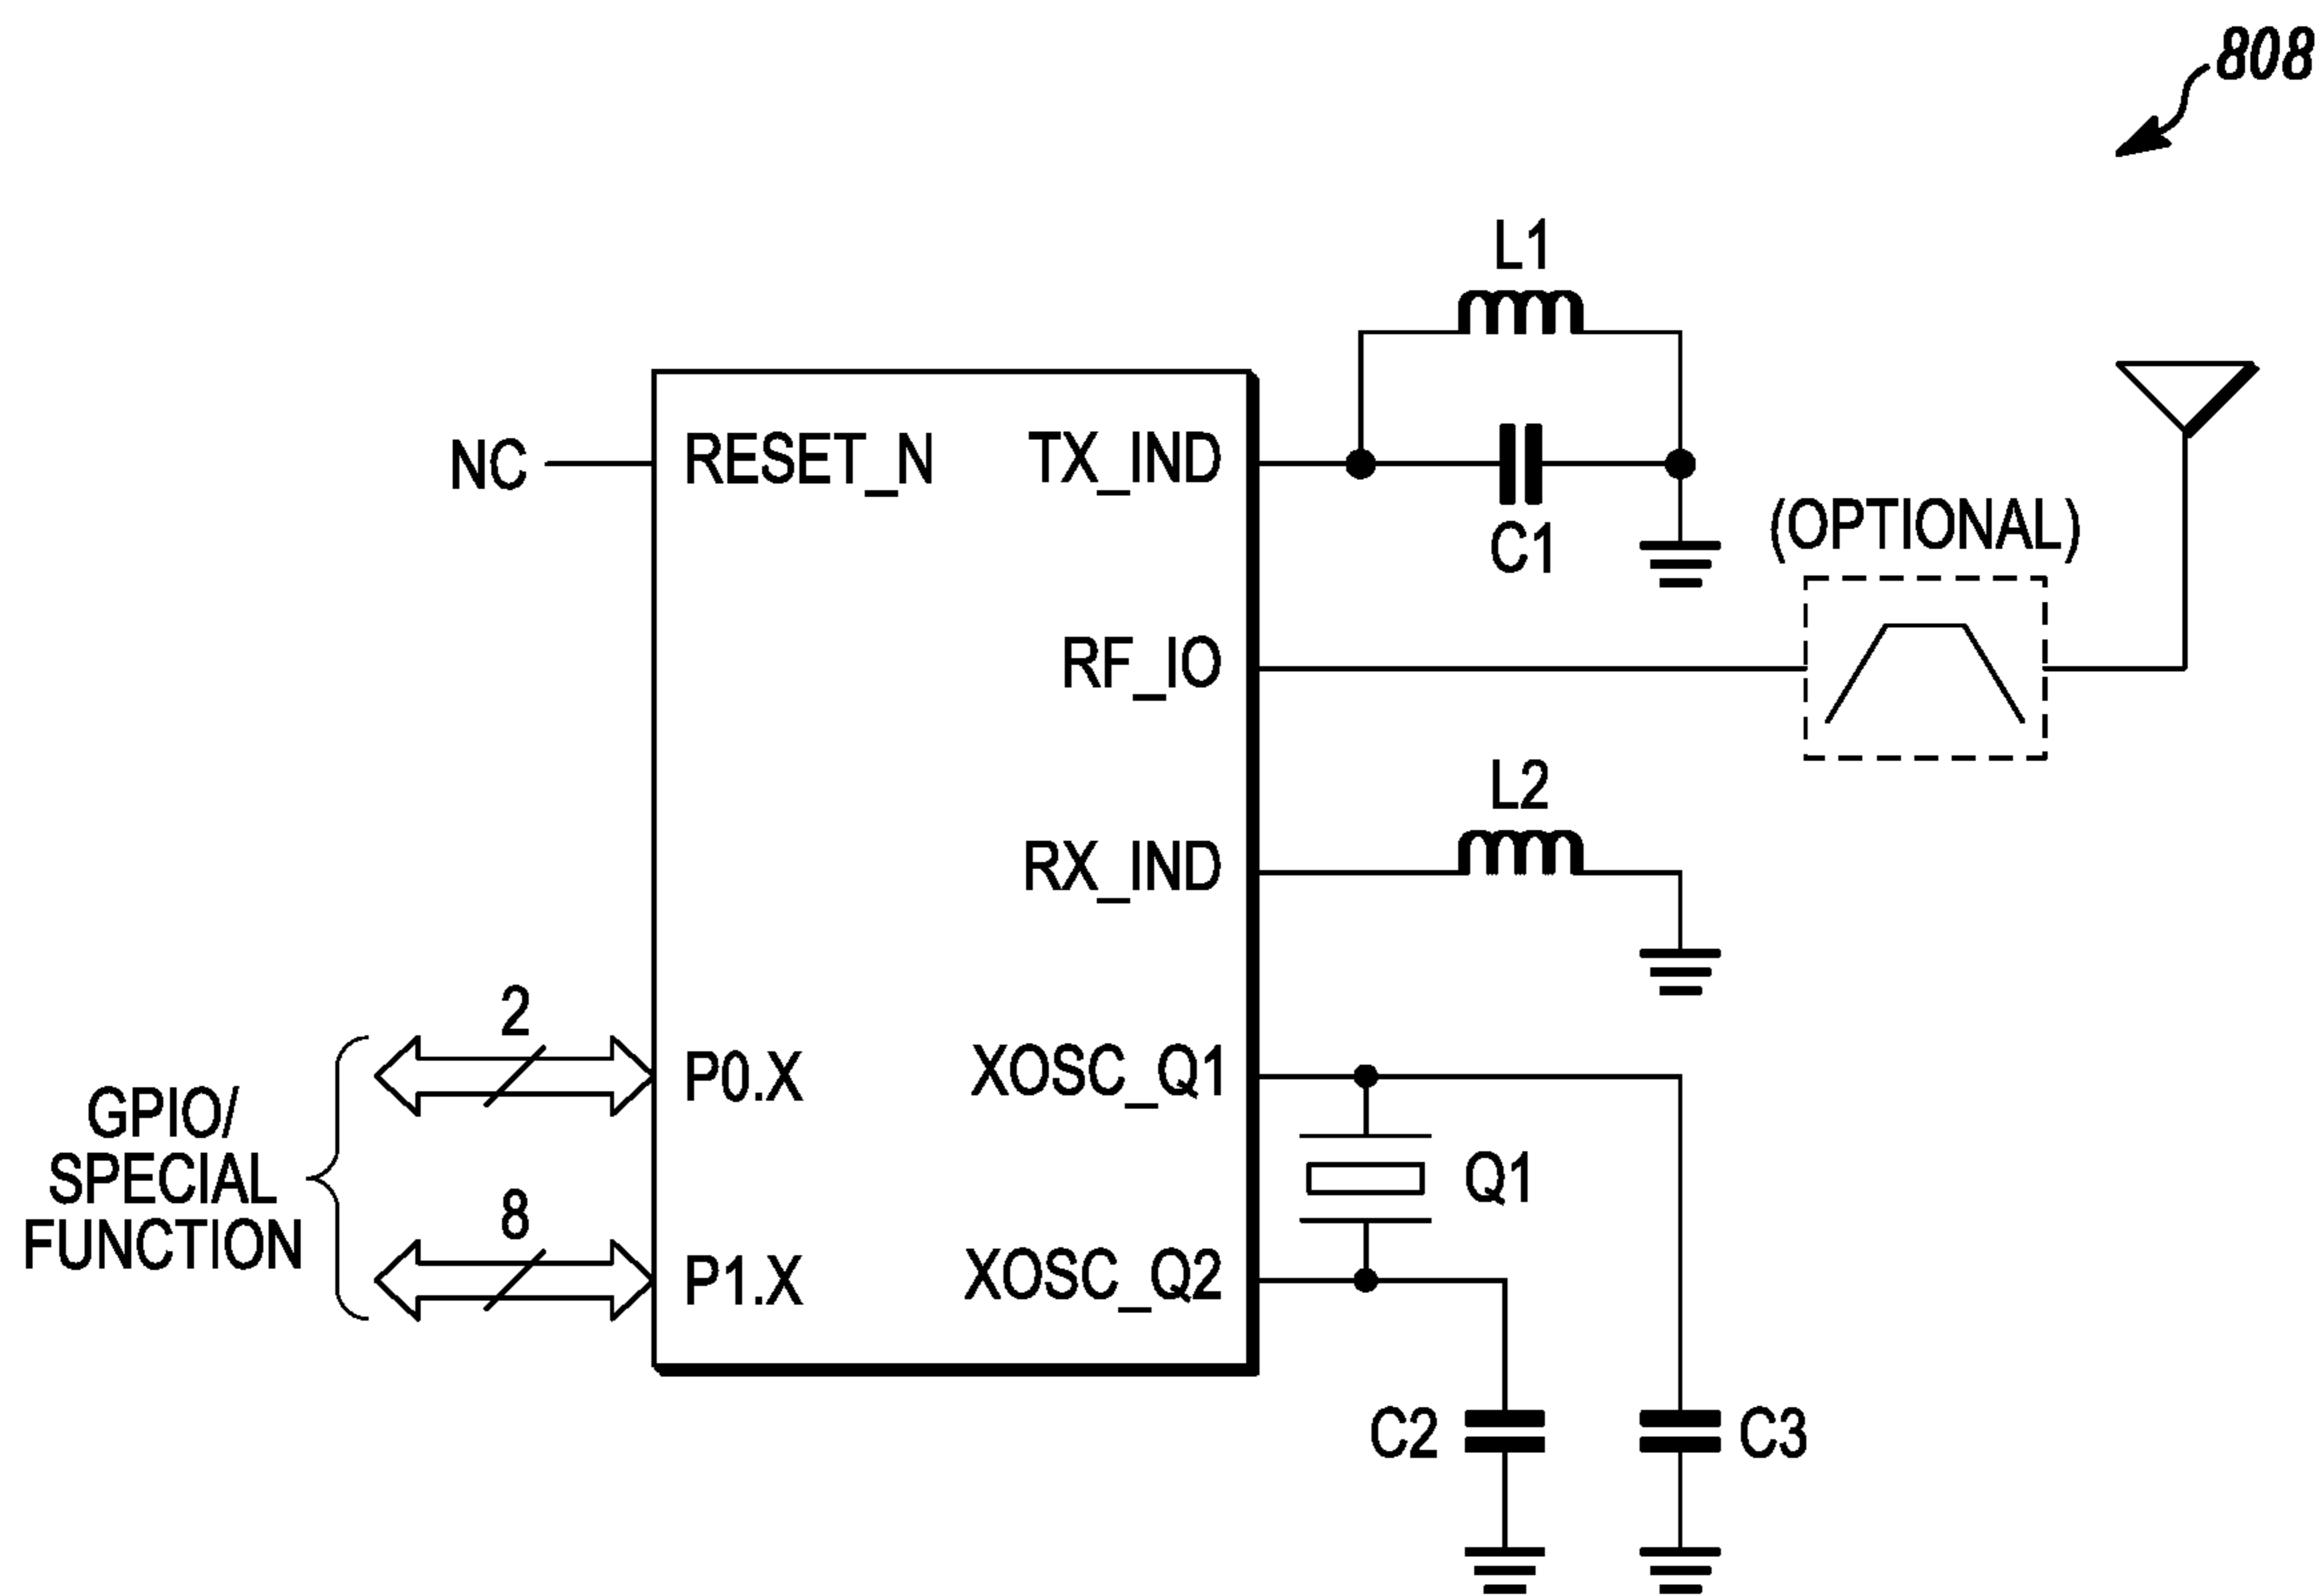 808
L1
NC
RESET_N
TX_IND
C1
(OPTIONAL)
RF_IO
L2
RX_IND
2
P0.X
XOSC_Q1
GPIO/
SPECIAL
FUNCTION
Q1
8
P1.X
XOSC_Q2
C2
C3